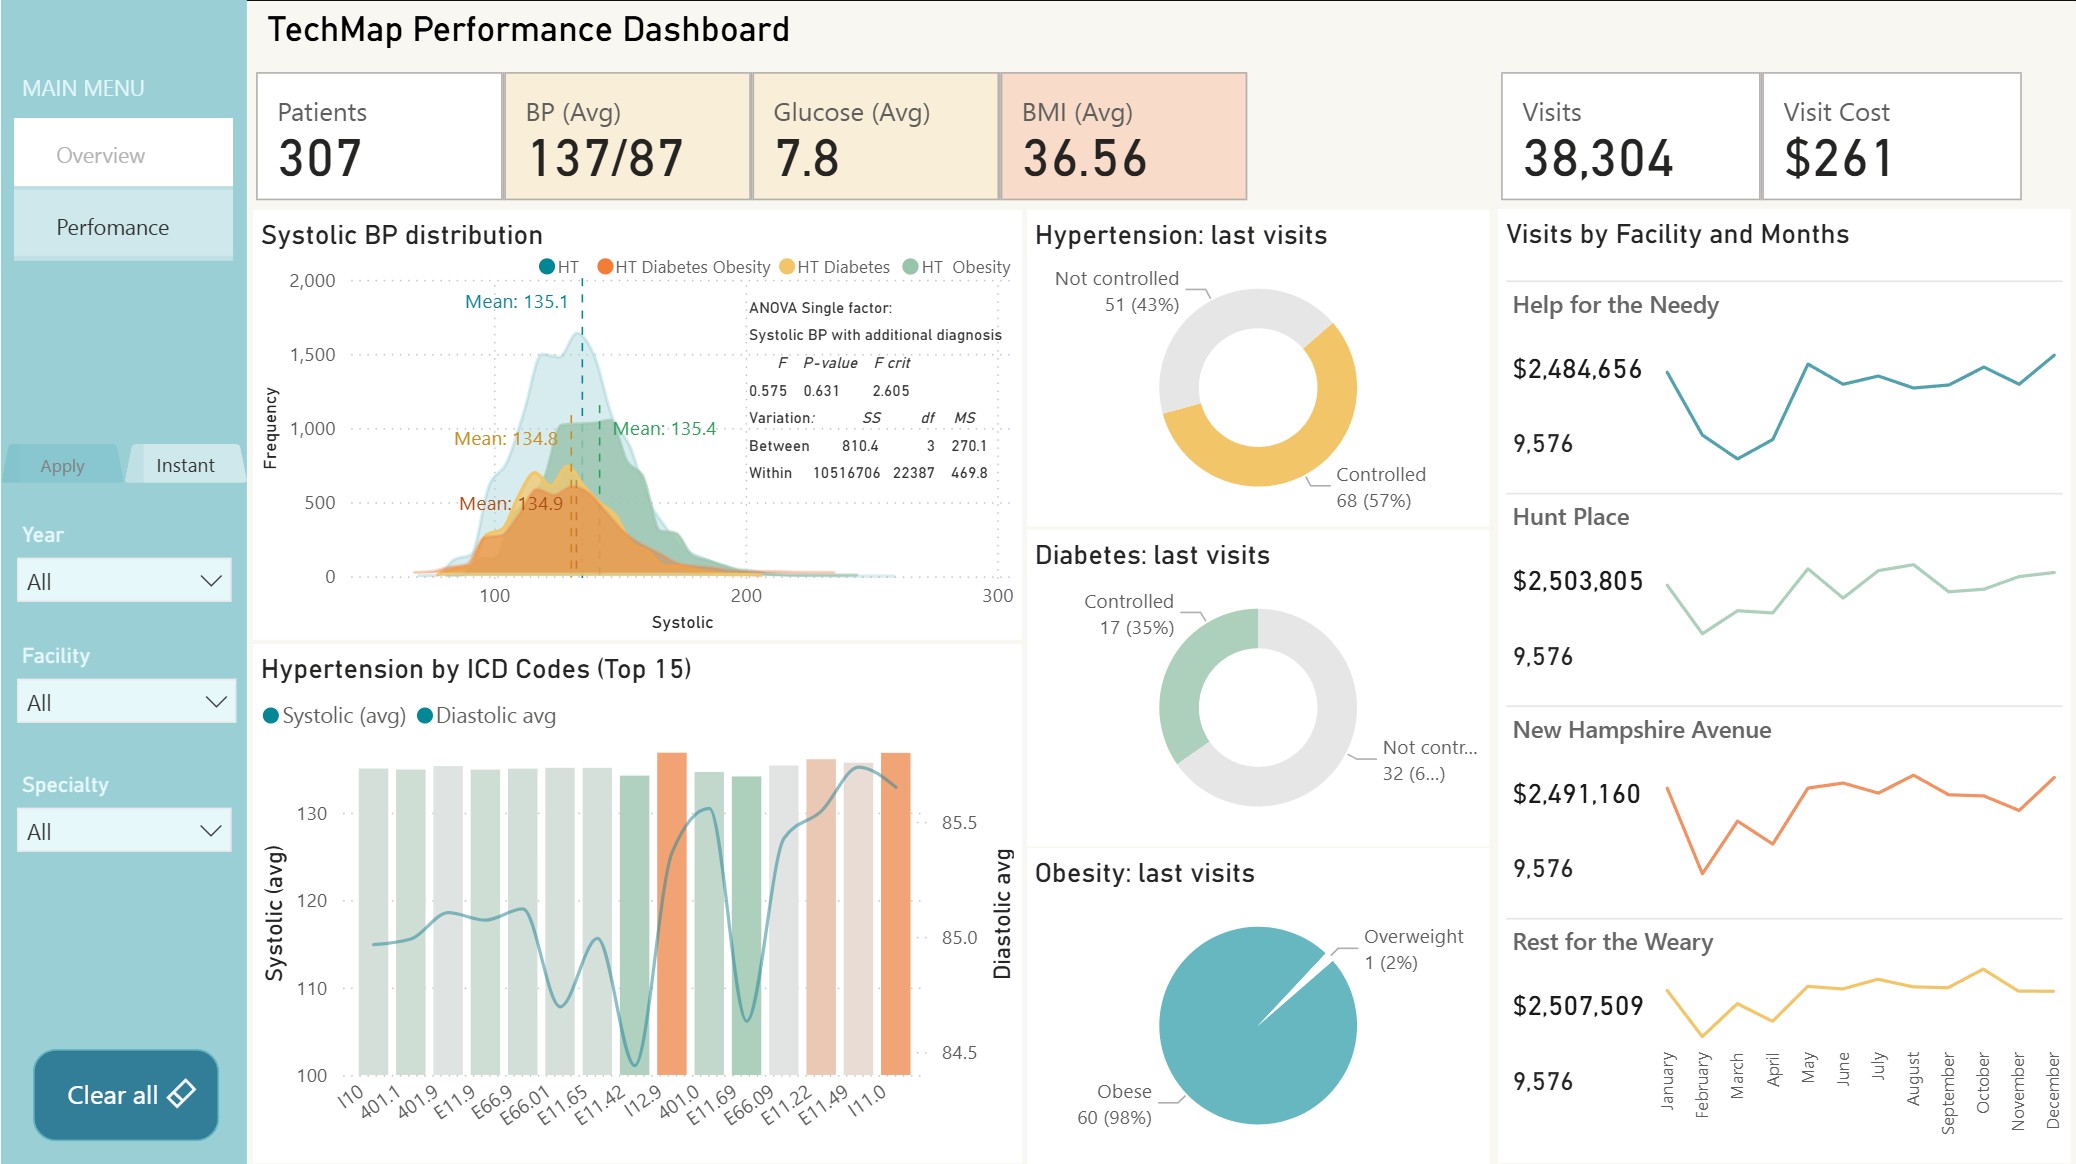 TechMap Performance Dashboard
MAIN MENU
Overview
Perfomance
Apply
Instant
Year
All
Facility
All
Specialty
All
Clear all
Patients
307
BP (Avg)
137/87
Glucose (Avg)
7.8
BMI (Avg)
36.56
Visits
38,304
Visit Cost
$261
Systolic BP distribution
HT HT Diabetes Obesity HT Diabetes HT Obesity
2,000
1,500
1,000
500
0
Frequency
100
200
300
Systolic
Mean: 135.1
Mean: 134.8
Mean: 135.4
Mean: 134.9
ANOVA Single factor:
Systolic BP with additional diagnosis
F P-value F crit
0.575 0.631 2.605
Variation: SS df MS
Between 810.4 3 270.1
Within 10516706 22387 469.8
Hypertension by ICD Codes (Top 15)
Systolic (avg) Diastolic avg
130
120
110
100
Systolic (avg)
85.5
85.0
84.5
Diastolic avg
I10
401.1
401.9
E11.9
E66.9
E66.01
E11.65
E11.42
I12.9
401.0
E11.69
E66.09
E11.22
E11.49
I11.0
Hypertension: last visits
Not controlled
51 (43%)
Controlled
68 (57%)
Diabetes: last visits
Controlled
17 (35%)
Not contr...
32 (6...)
Obesity: last visits
Overweight
1 (2%)
Obese
60 (98%)
Visits by Facility and Months
Help for the Needy
$2,484,656
9,576
Hunt Place
$2,503,805
9,576
New Hampshire Avenue
$2,491,160
9,576
Rest for the Weary
$2,507,509
9,576
January
February
March
April
May
June
July
August
September
October
November
December